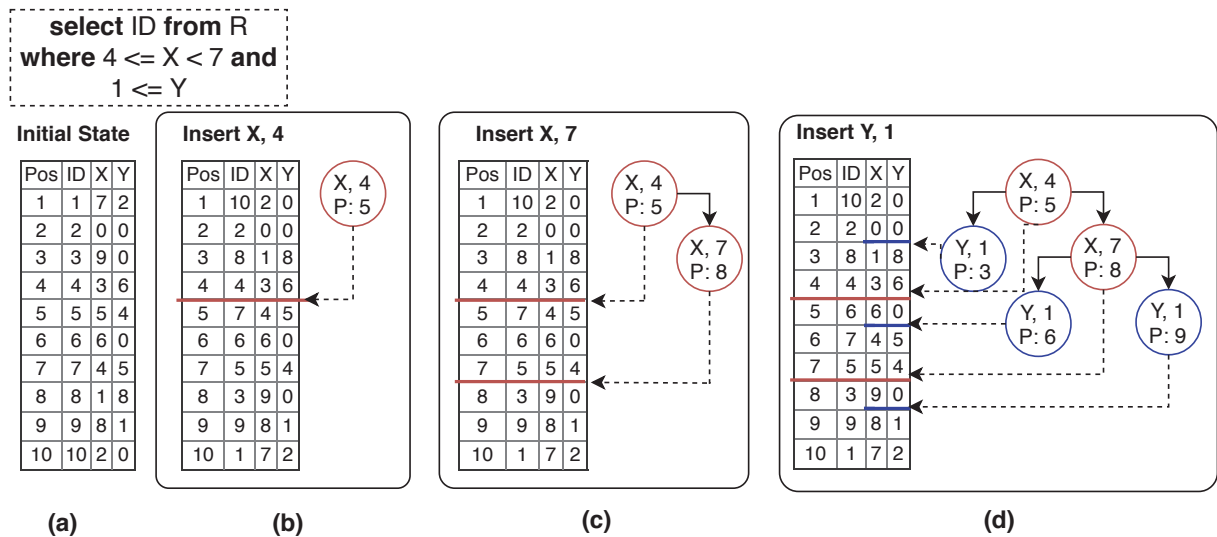 select ID from R
where 4 <= X < 7 and
1 <= Y
Initial State
Pos ID X Y
1 1 7 2
2 2 0 0
3 3 9 0
4 4 3 6
5 5 5 4
6 6 6 0
7 7 4 5
8 8 1 8
9 9 8 1
10 10 2 0
(a)
Insert X, 4
Pos ID X Y
1 10 2 0
2 2 0 0
3 8 1 8
4 4 3 6
5 7 4 5
6 6 6 0
7 5 5 4
8 3 9 0
9 9 8 1
10 1 7 2
X, 4
P: 5
(b)
Insert X, 7
Pos ID X Y
1 10 2 0
2 2 0 0
3 8 1 8
4 4 3 6
5 7 4 5
6 6 6 0
7 5 5 4
8 3 9 0
9 9 8 1
10 1 7 2
X, 4
P: 5
X, 7
P: 8
(c)
Insert Y, 1
Pos ID X Y
1 10 2 0
2 2 0 0
3 8 1 8
4 4 3 6
5 6 6 0
6 7 4 5
7 5 5 4
8 3 9 0
9 9 8 1
10 1 7 2
X, 4
P: 5
Y, 1
P: 3
X, 7
P: 8
Y, 1
P: 6
Y, 1
P: 9
(d)